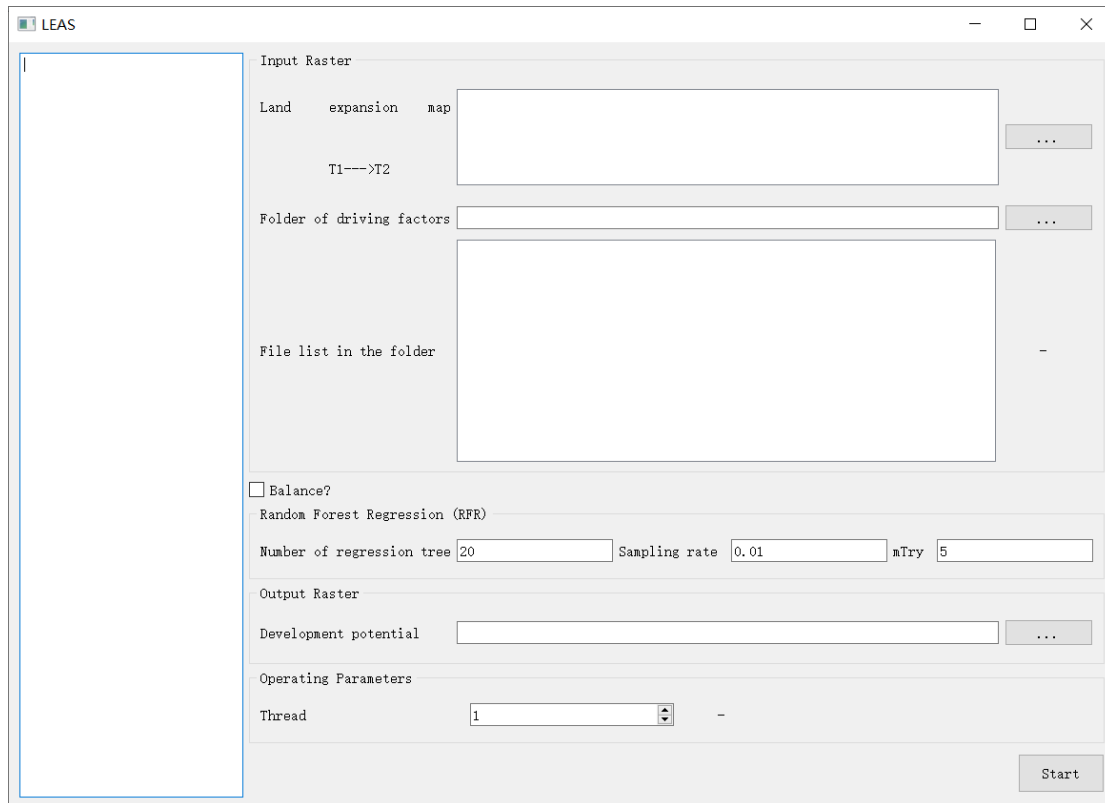 LEAS
Input Raster
Land expansion map
...
T1--->T2
Folder of driving factors ...
File list in the folder -
Balance?
Random Forest Regression (RFR)
Number of regression tree 20 Sampling rate 0.01 mTry 5
Output Raster
Development potential ...
Operating Parameters
Thread 1 -
Start